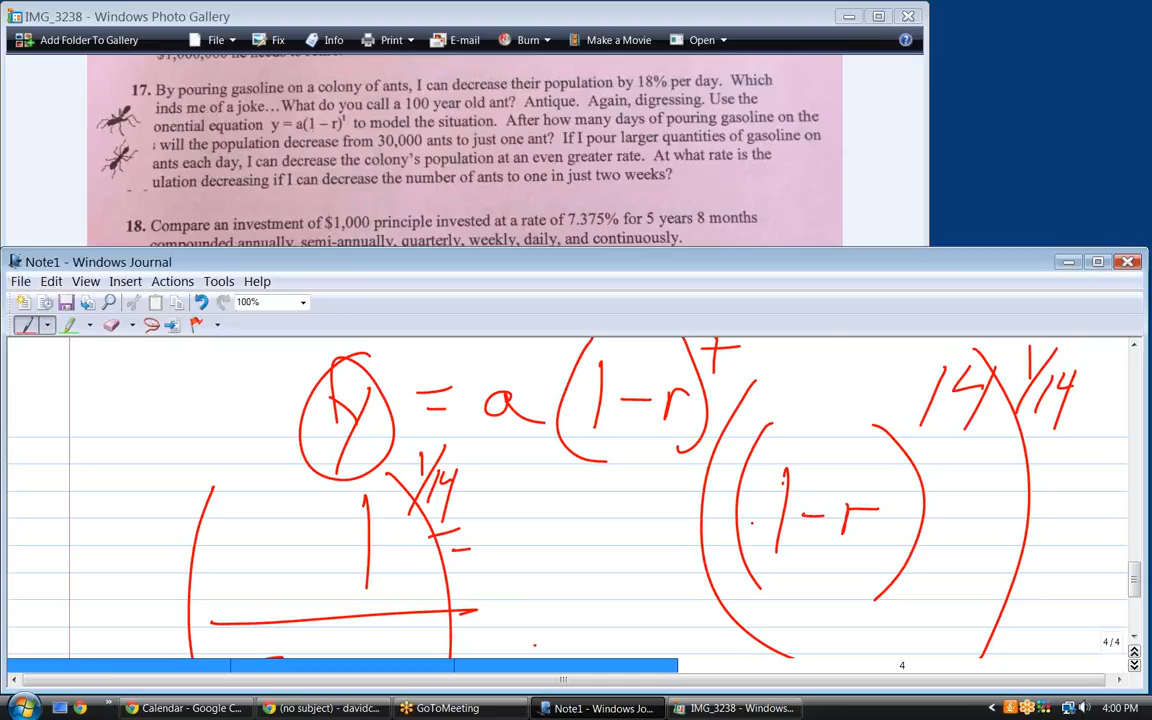 IMG_3238 - Windows Photo Gallery
Add Folder To Gallery File Fix Info Print E-mail Burn Make a Movie Open
17. By pouring gasoline on a colony of ants, I can decrease their population by 18% per day. Which
inds me of a joke…What do you call a 100 year old ant? Antique. Again, digressing. Use the
onential equation y = a(1 – r)^t to model the situation. After how many days of pouring gasoline on the
will the population decrease from 30,000 ants to just one ant? If I pour larger quantities of gasoline on
ants each day, I can decrease the colony's population at an even greater rate. At what rate is the
ulation decreasing if I can decrease the number of ants to one in just two weeks?
18. Compare an investment of $1,000 principle invested at a rate of 7.375% for 5 years 8 months
compounded annually, semi-annually, quarterly, weekly, daily, and continuously.
Note1 - Windows Journal
File Edit View Insert Actions Tools Help
100%
y = a(1-r)^t
(1)^1/14 = ((1-r)^14)^1/14
4/4
4
Calendar - Google C... (no subject) - davidc... GoToMeeting Note1 - Windows Jo... IMG_3238 - Windows... 4:00 PM